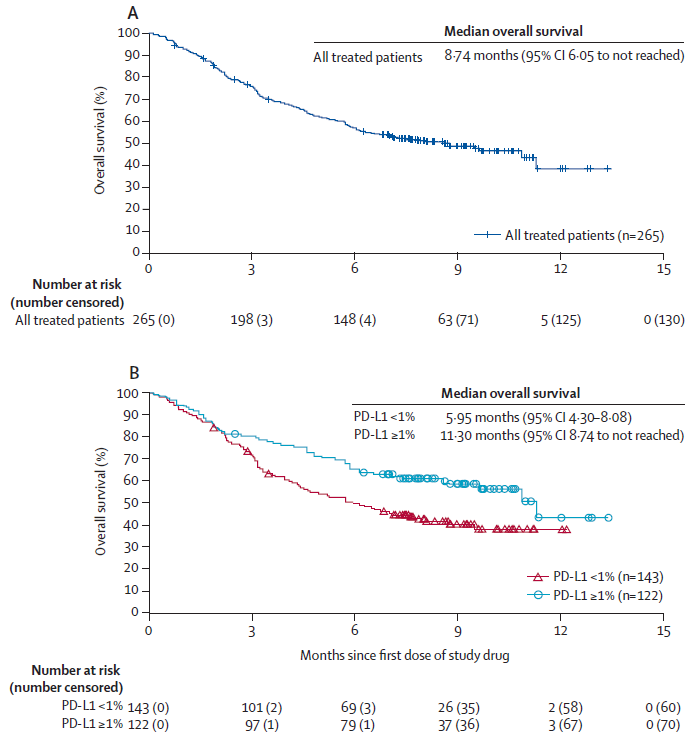 A
Median overall survival
All treated patients 8·74 months (95% CI 6·05 to not reached)
Overall survival (%)
100
90
80
70
60
50
40
30
20
10
0
All treated patients (n=265)
0 3 6 9 12 15
Number at risk
(number censored)
All treated patients 265 (0) 198 (3) 148 (4) 63 (71) 5 (125) 0 (130)
B
Median overall survival
PD-L1 <1% 5·95 months (95% CI 4·30–8·08)
PD-L1 ≥1% 11·30 months (95% CI 8·74 to not reached)
Overall survival (%)
100
90
80
70
60
50
40
30
20
10
0
PD-L1 <1% (n=143)
PD-L1 ≥1% (n=122)
0 3 6 9 12 15
Months since first dose of study drug
Number at risk
(number censored)
PD-L1 <1% 143 (0) 101 (2) 69 (3) 26 (35) 2 (58) 0 (60)
PD-L1 ≥1% 122 (0) 97 (1) 79 (1) 37 (36) 3 (67) 0 (70)